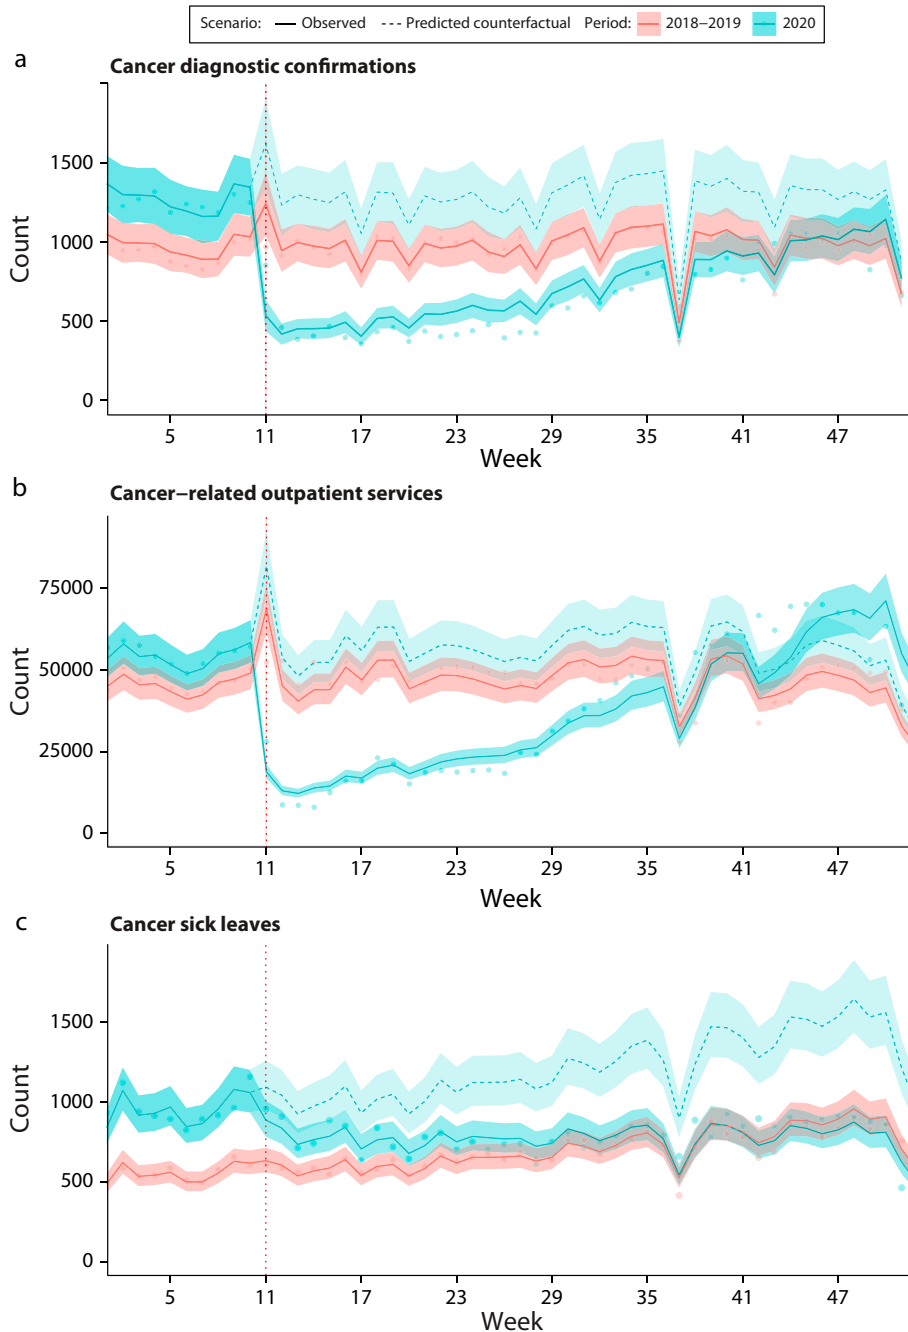 Scenario: Observed Predicted counterfactual Period: 2018–2019 2020
a
Cancer diagnostic confirmations
Count
1500
1000
500
0
5 11 17 23 29 35 41 47
Week
b
Cancer–related outpatient services
Count
75000
50000
25000
0
5 11 17 23 29 35 41 47
Week
c
Cancer sick leaves
Count
1500
1000
500
0
5 11 17 23 29 35 41 47
Week